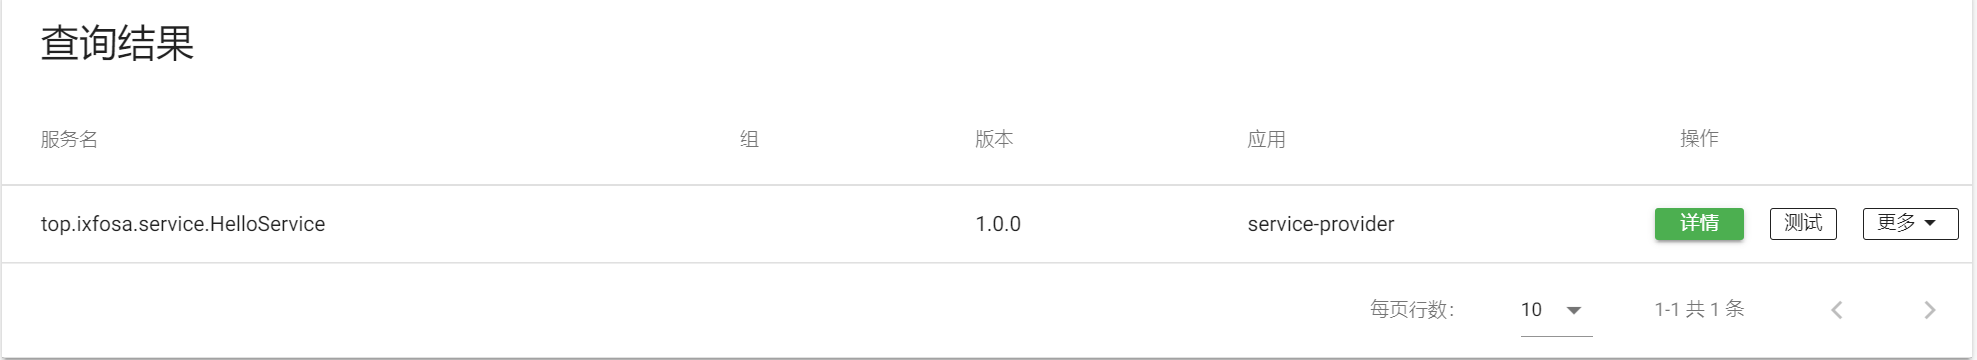 查询结果
服务名 组 版本 应用 操作
top.ixfosa.service.HelloService 1.0.0 service-provider 详情 测试 更多
每页行数: 10 1-1 共 1 条